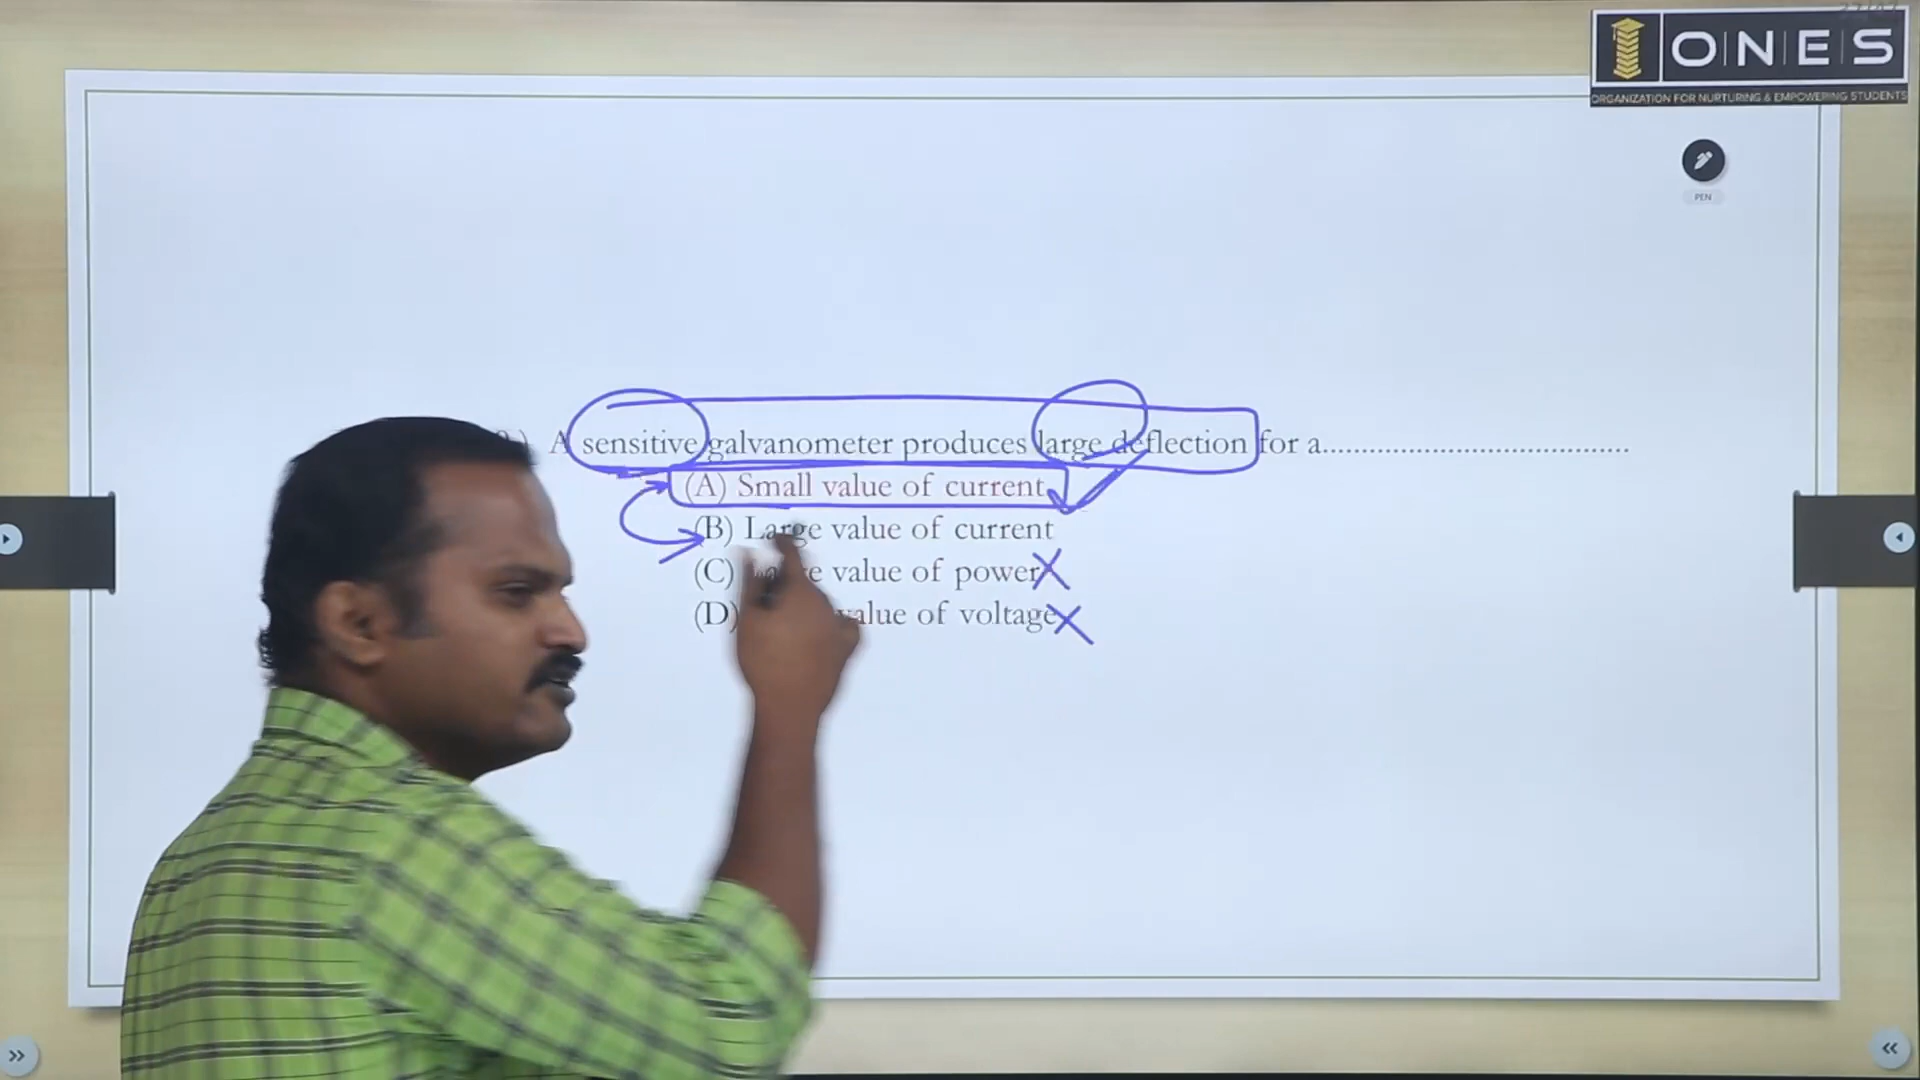 ONES
ORGANIZATION FOR NURTURING & EMPOWERING STUDENTS
PEN
A sensitive galvanometer produces large deflection for a.......................................
(A) Small value of current
(B) Large value of current
(C) value of power
(D) value of voltage